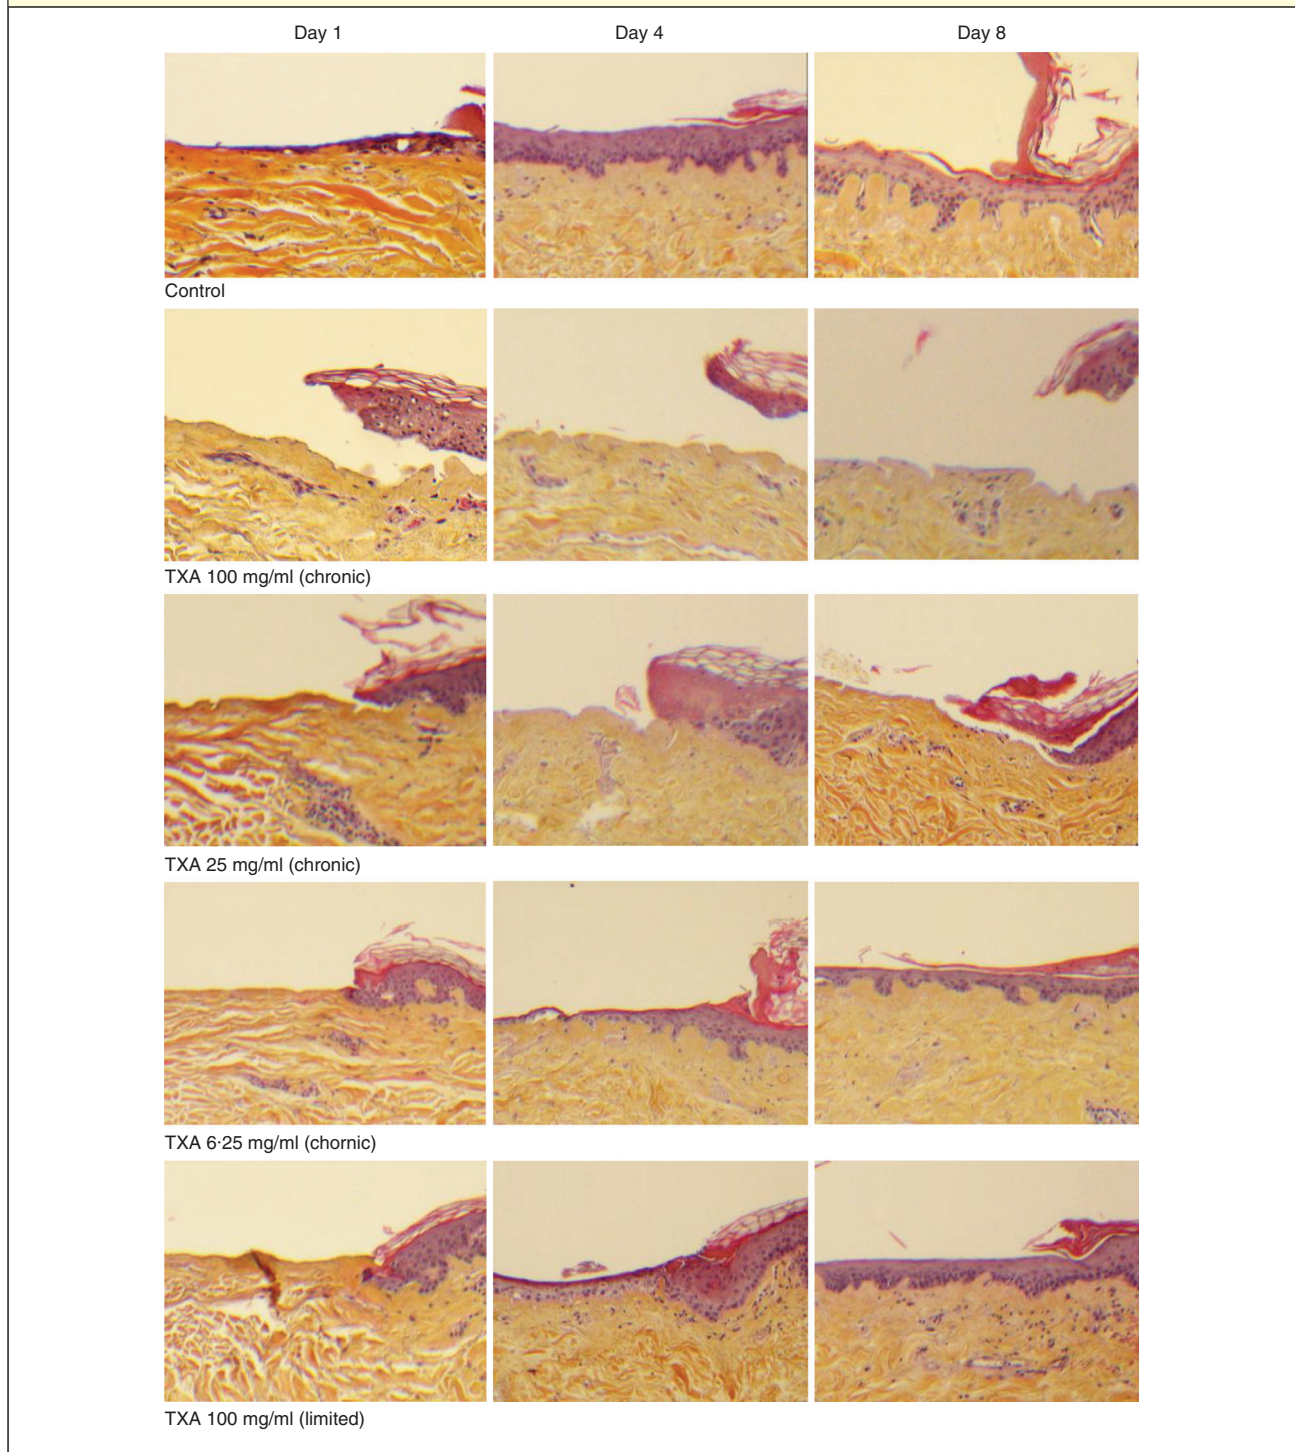 Day 1 Day 4 Day 8
Control
TXA 100 mg/ml (chronic)
TXA 25 mg/ml (chronic)
TXA 6·25 mg/ml (chornic)
TXA 100 mg/ml (limited)